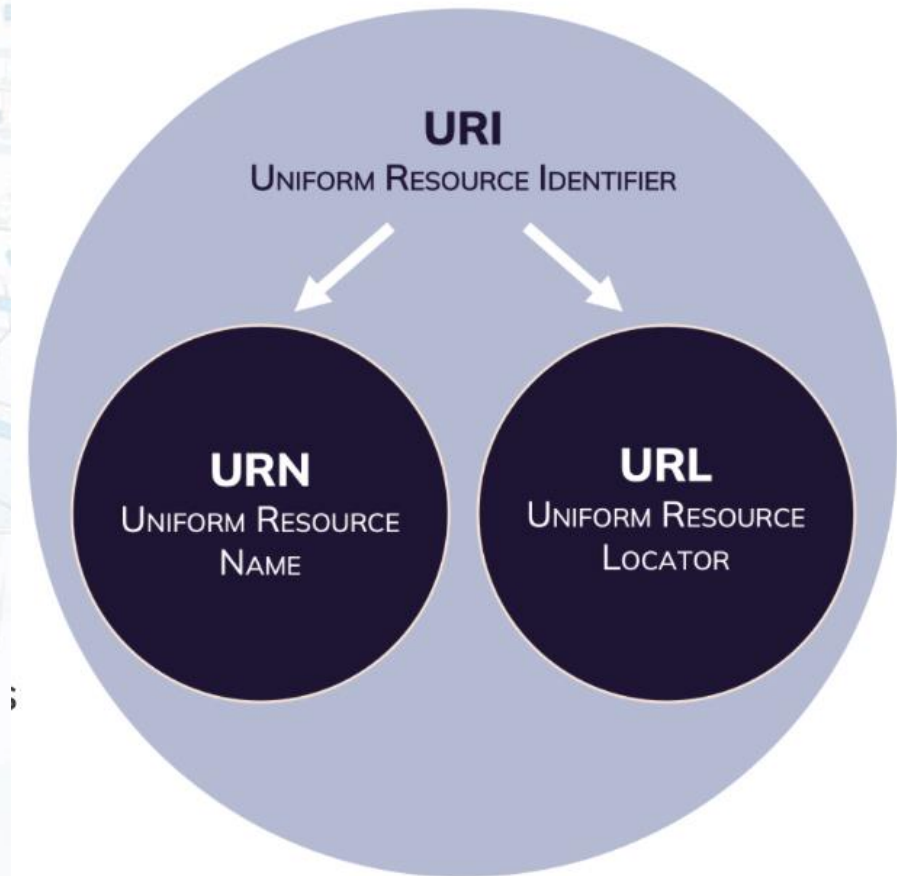 URI
UNIFORM RESOURCE IDENTIFIER
URN
UNIFORM RESOURCE
NAME
URL
UNIFORM RESOURCE
LOCATOR
s